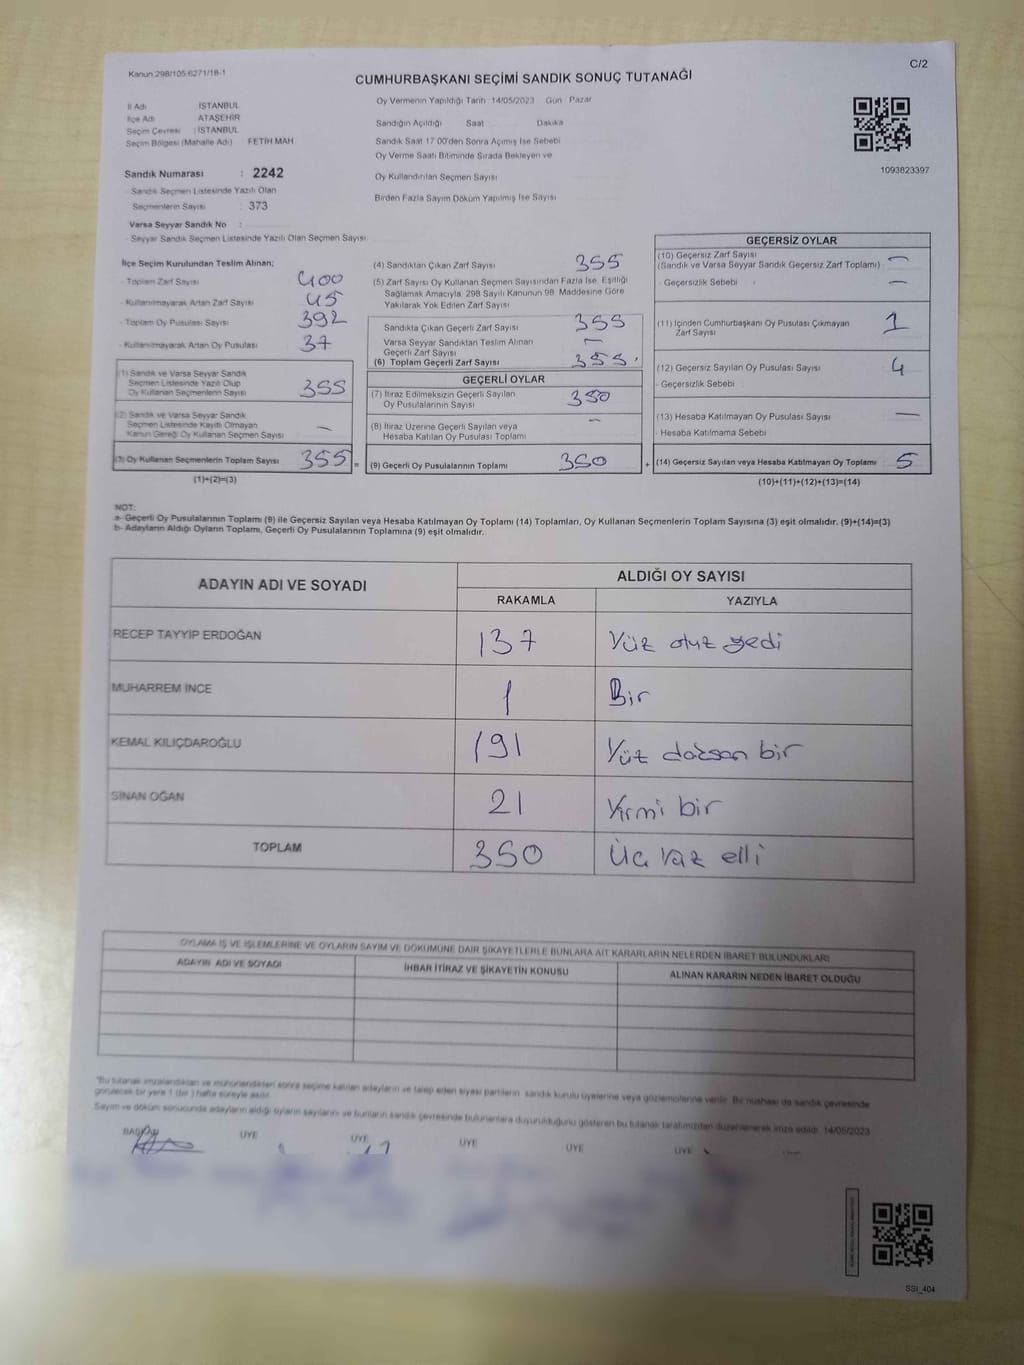 Kanun:298/105:6271/18-1
C/2
CUMHURBAŞKANI SEÇİMİ SANDIK SONUÇ TUTANAĞI
İl Adı İSTANBUL
İlçe Adı ATAŞEHİR
Seçim Çevresi : İSTANBUL
Seçim Bölgesi (Mahalle Adı) FETİH MAH
Sandık Numarası : 2242
Sandık Seçmen Listesinde Yazılı Olan
Seçmenlerin Sayısı : 373
Varsa Seyyar Sandık No :
- Seyyar Sandık Seçmen Listesinde Yazılı Olan Seçmen Sayısı
Oy Vermenin Yapıldığı Tarih 14/05/2023 Gün Pazar
Sandığın Açıldığı Saat Dakika
Sandık Saat 17 00'den Sonra Açımış İse Sebebi
Oy Verme Saati Bitiminde Sırada Bekleyen ve
Oy Kullandırılan Seçmen Sayısı
Birden Fazla Sayım Döküm Yapılmış İse Sayısı
1093823397
İlçe Seçim Kurulundan Teslim Alınan;
- Toplam Zarf Sayısı 400
- Kullanılmayarak Artan Zarf Sayısı 45
- Toplam Oy Pusulası Sayısı 392
- Kullanılmayarak Artan Oy Pusulası 37
(1) Sandık ve Varsa Seyyar Sandık
Seçmen Listesinde Yazılı Olup
Oy Kullanan Seçmenlerin Sayısı 355
(2) Sandık ve Varsa Seyyar Sandık
Seçmen Listesinde Kayıtlı Olmayan
Kanun Gereği Oy Kullanan Seçmen Sayısı —
(3) Oy Kullanan Seçmenlerin Toplam Sayısı 355 =
(1)+(2)=(3)
(4) Sandıktan Çıkan Zarf Sayısı 355
(5) Zarf Sayısı Oy Kullanan Seçmen Sayısından Fazla İse, Eşitliği
Sağlamak Amacıyla, 298 Sayılı Kanunun 98. Maddesine Göre
Yakılarak Yok Edilen Zarf Sayısı
Sandıkta Çıkan Geçerli Zarf Sayısı 355
Varsa Seyyar Sandıktan Teslim Alınan
Geçerli Zarf Sayısı —
(6) Toplam Geçerli Zarf Sayısı 355
GEÇERLİ OYLAR
(7) İtiraz Edilmeksizin Geçerli Sayılan
Oy Pusulalarının Sayısı 350
(8) İtiraz Üzerine Geçerli Sayılan veya
Hesaba Katılan Oy Pusulaları Toplamı —
(9) Geçerli Oy Pusulalarının Toplamı 350 +
GEÇERSİZ OYLAR
(10) Geçersiz Zarf Sayısı
(Sandık ve Varsa Seyyar Sandık Geçersiz Zarf Toplamı) —
- Geçersizlik Sebebi —
(11) İçinden Cumhurbaşkanı Oy Pusulası Çıkmayan
Zarf Sayısı 1
(12) Geçersiz Sayılan Oy Pusulası Sayısı 4
- Geçersizlik Sebebi
(13) Hesaba Katılmayan Oy Pusulası Sayısı —
- Hesaba Katılmama Sebebi
(14) Geçersiz Sayılan veya Hesaba Katılmayan Oy Toplamı 5
(10)+(11)+(12)+(13)=(14)
NOT:
a- Geçerli Oy Pusulalarının Toplamı (9) ile Geçersiz Sayılan veya Hesaba Katılmayan Oy Toplamı (14) Toplamları, Oy Kullanan Seçmenlerin Toplam Sayısına (3) eşit olmalıdır. (9)+(14)=(3)
b- Adayların Aldığı Oyların Toplamı, Geçerli Oy Pusulalarının Toplamına (9) eşit olmalıdır.
ADAYIN ADI VE SOYADI ALDIĞI OY SAYISI
RAKAMLA YAZIYLA
RECEP TAYYİP ERDOĞAN 137 Yüz otuz yedi
MUHARREM İNCE 1 Bir
KEMAL KILIÇDAROĞLU 191 Yüz doksan bir
SİNAN OĞAN 21 Yirmi bir
TOPLAM 350 Üç Yüz elli
OYLAMA İŞ VE İŞLEMLERİNE VE OYLARIN SAYIM VE DÖKÜMÜNE DAİR ŞİKAYETLERLE BUNLARA AİT KARARLARIN NELERDEN İBARET BULUNDUKLARI
ADAYIN ADI VE SOYADI İHBAR İTİRAZ VE ŞİKAYETİN KONUSU ALINAN KARARIN NEDEN İBARET OLDUĞU
"Bu tutanak imzalandıktan ve mühürlendikten sonra seçime katılan adayların ve talep eden siyasi partilerin sandık kurulu üyelerine veya gözlemcilerine verilir. Bir nüshası da sandık çevresinde
görülecek bir yere 1 (bir ) hafta süreyle asılır.
Sayım ve döküm sonucunda adayların aldığı oyların sayılarını ve bunların sandık çevresinde bulunanlara duyurulduğunu gösteren bu tutanak tarafımızdan düzenlenerek imza edildi. 14/05/2023
BAŞKAN ÜYE ÜYE ÜYE ÜYE ÜYE
SSI_404